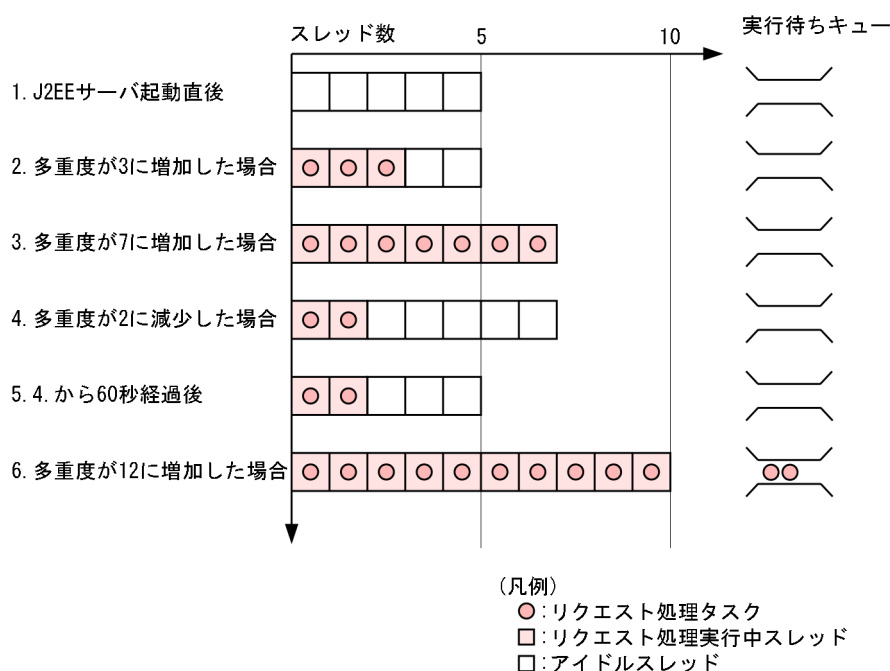 スレッド数 5 10 実行待ちキュー
1. J2EEサーバ起動直後
2. 多重度が3に増加した場合
3. 多重度が7に増加した場合
4. 多重度が2に減少した場合
5. 4. から60秒経過後
6. 多重度が12に増加した場合
(凡例)
:リクエスト処理タスク
:リクエスト処理実行中スレッド
:アイドルスレッド